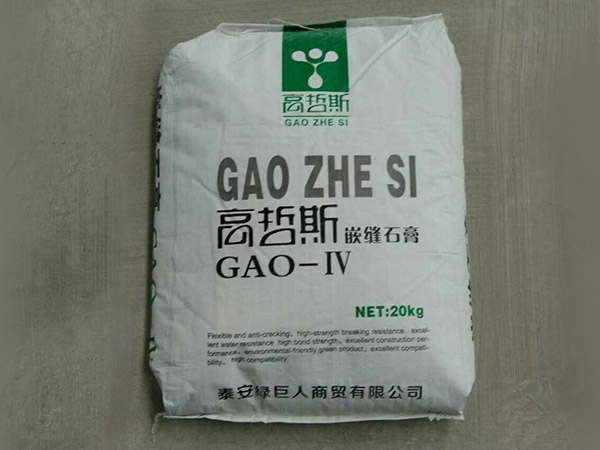 高哲斯
GAO ZHE SI
GAO ZHE SI
高哲斯 嵌缝石膏
GAO-IV
NET:20kg
Flexible and anti-cracking, high-strength breaking resistance, excel-
lent water resistance high bond strength, excellent construction per-
formance, environmental-friendly green product, excellent compati-
bility, high compatibility
泰安绿巨人商贸有限公司